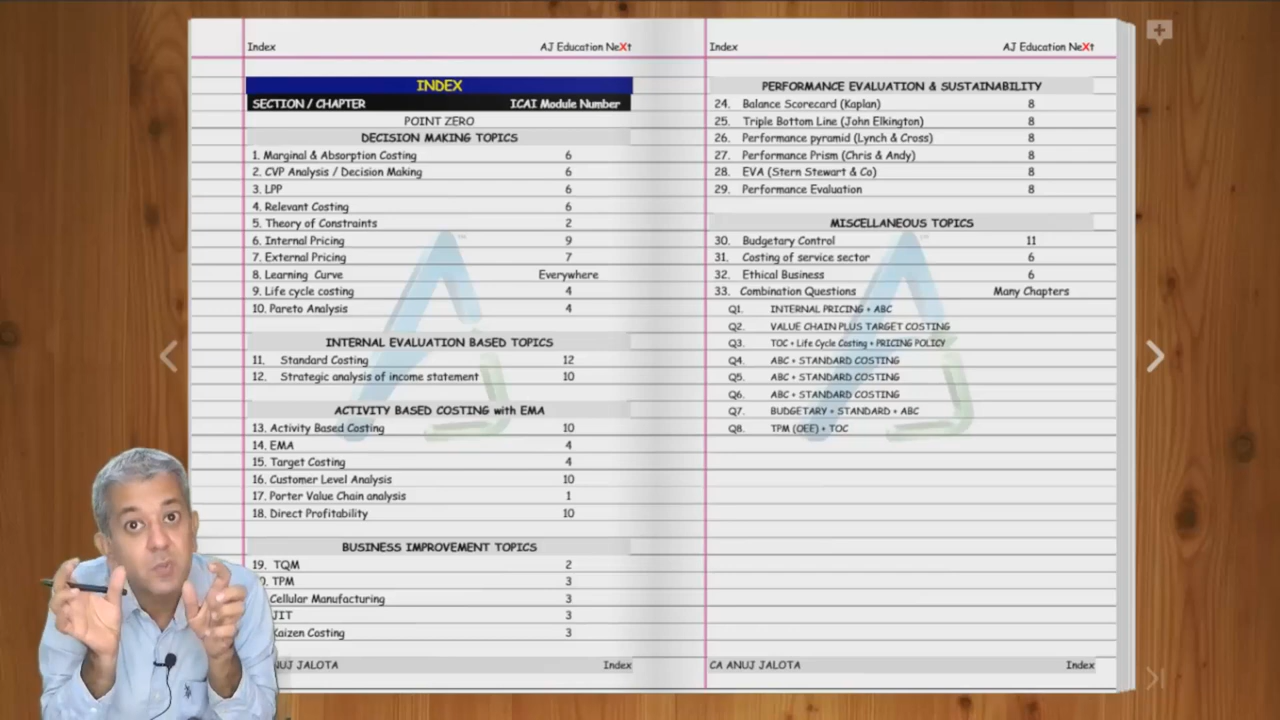 Index AJ Education NeXt
INDEX
SECTION / CHAPTER ICAI Module Number
POINT ZERO
DECISION MAKING TOPICS
1. Marginal & Absorption Costing 6
2. CVP Analysis / Decision Making 6
3. LPP 6
4. Relevant Costing 6
5. Theory of Constraints 2
6. Internal Pricing 9
7. External Pricing 7
8. Learning Curve Everywhere
9. Life cycle costing 4
10. Pareto Analysis 4
INTERNAL EVALUATION BASED TOPICS
11. Standard Costing 12
12. Strategic analysis of income statement 10
ACTIVITY BASED COSTING with EMA
13. Activity Based Costing 10
14. EMA 4
15. Target Costing 4
16. Customer Level Analysis 10
17. Porter Value Chain analysis 1
18. Direct Profitability 10
BUSINESS IMPROVEMENT TOPICS
19. TQM 2
0. TPM 3
Cellular Manufacturing 3
JIT 3
Kaizen Costing 3
NUJ JALOTA Index
Index AJ Education NeXt
PERFORMANCE EVALUATION & SUSTAINABILITY
24. Balance Scorecard (Kaplan) 8
25. Triple Bottom Line (John Elkington) 8
26. Performance pyramid (Lynch & Cross) 8
27. Performance Prism (Chris & Andy) 8
28. EVA (Stern Stewart & Co) 8
29. Performance Evaluation 8
MISCELLANEOUS TOPICS
30. Budgetary Control 11
31. Costing of service sector 6
32. Ethical Business 6
33. Combination Questions Many Chapters
Q1. INTERNAL PRICING + ABC
Q2. VALUE CHAIN PLUS TARGET COSTING
Q3. TOC + Life Cycle Costing + PRICING POLICY
Q4. ABC + STANDARD COSTING
Q5. ABC + STANDARD COSTING
Q6. ABC + STANDARD COSTING
Q7. BUDGETARY + STANDARD + ABC
Q8. TPM (OEE) + TOC
CA ANUJ JALOTA Index